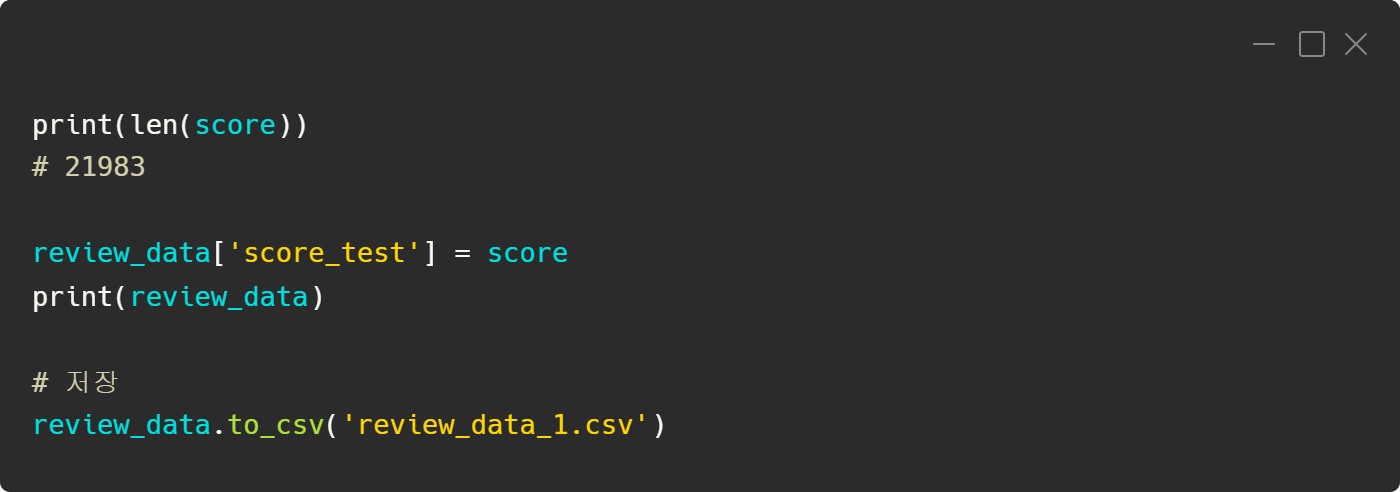 print(len(score))
# 21983
review_data['score_test'] = score
print(review_data)
# 저장
review_data.to_csv('review_data_1.csv')